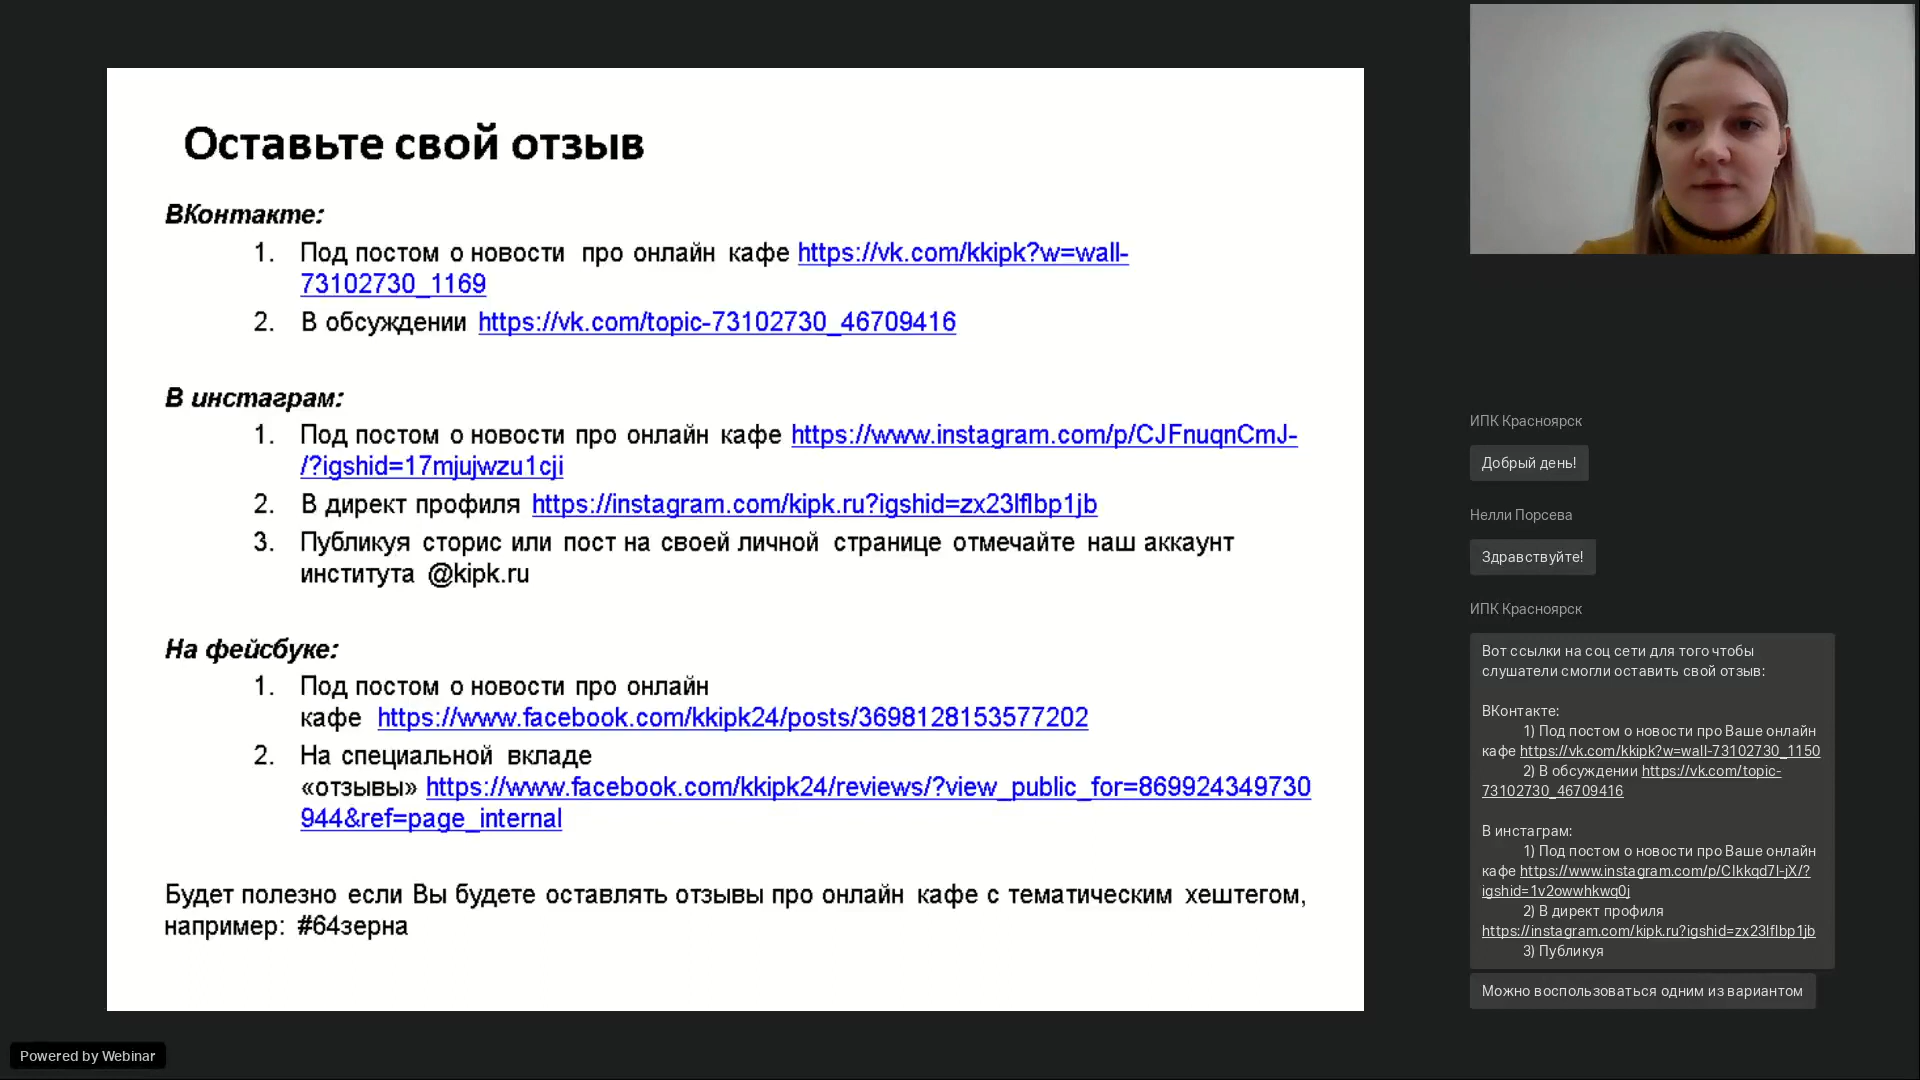 Оставьте свой отзыв
ВКонтакте:
1. Под постом о новости про онлайн кафе https://vk.com/kkipk?w=wall-
73102730_1169
2. В обсуждении https://vk.com/topic-73102730_46709416
В инстаграм:
1. Под постом о новости про онлайн кафе https://www.instagram.com/p/CJFnuqnCmJ-
/?igshid=17mjujwzu1cji
2. В директ профиля https://instagram.com/kipk.ru?igshid=zx23lflbp1jb
3. Публикуя сторис или пост на своей личной странице отмечайте наш аккаунт
института @kipk.ru
На фейсбуке:
1. Под постом о новости про онлайн
кафе https://www.facebook.com/kkipk24/posts/3698128153577202
2. На специальной вкладе
«отзывы» https://www.facebook.com/kkipk24/reviews/?view_public_for=869924349730
944&ref=page_internal
Будет полезно если Вы будете оставлять отзывы про онлайн кафе с тематическим хештегом,
например: #64зерна
ИПК Красноярск
Добрый день!
Нелли Порсева
Здравствуйте!
ИПК Красноярск
Вот ссылки на соц сети для того чтобы
слушатели смогли оставить свой отзыв:
ВКонтакте:
1) Под постом о новости про Ваше онлайн
кафе https://vk.com/kkipk?w=wall-73102730_1150
2) В обсуждении https://vk.com/topic-
73102730_46709416
В инстаграм:
1) Под постом о новости про Ваше онлайн
кафе https://www.instagram.com/p/CIkkqd7l-jX/?
igshid=1v2owwhkwq0j
2) В директ профиля
https://instagram.com/kipk.ru?igshid=zx23lflbp1jb
3) Публикуя
Можно воспользоваться одним из вариантом
Powered by Webinar